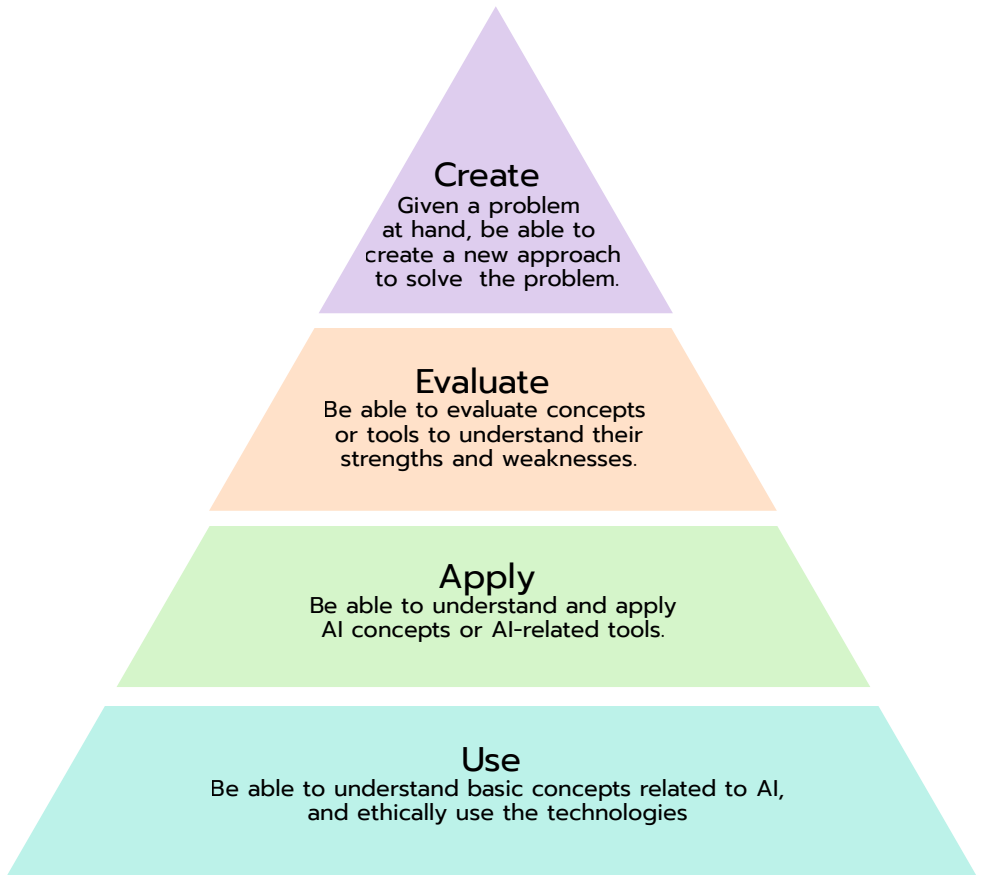 Create
Given a problem
at hand, be able to
create a new approach
to solve the problem.
Evaluate
Be able to evaluate concepts
or tools to understand their
strengths and weaknesses.
Apply
Be able to understand and apply
AI concepts or AI-related tools.
Use
Be able to understand basic concepts related to AI,
and ethically use the technologies